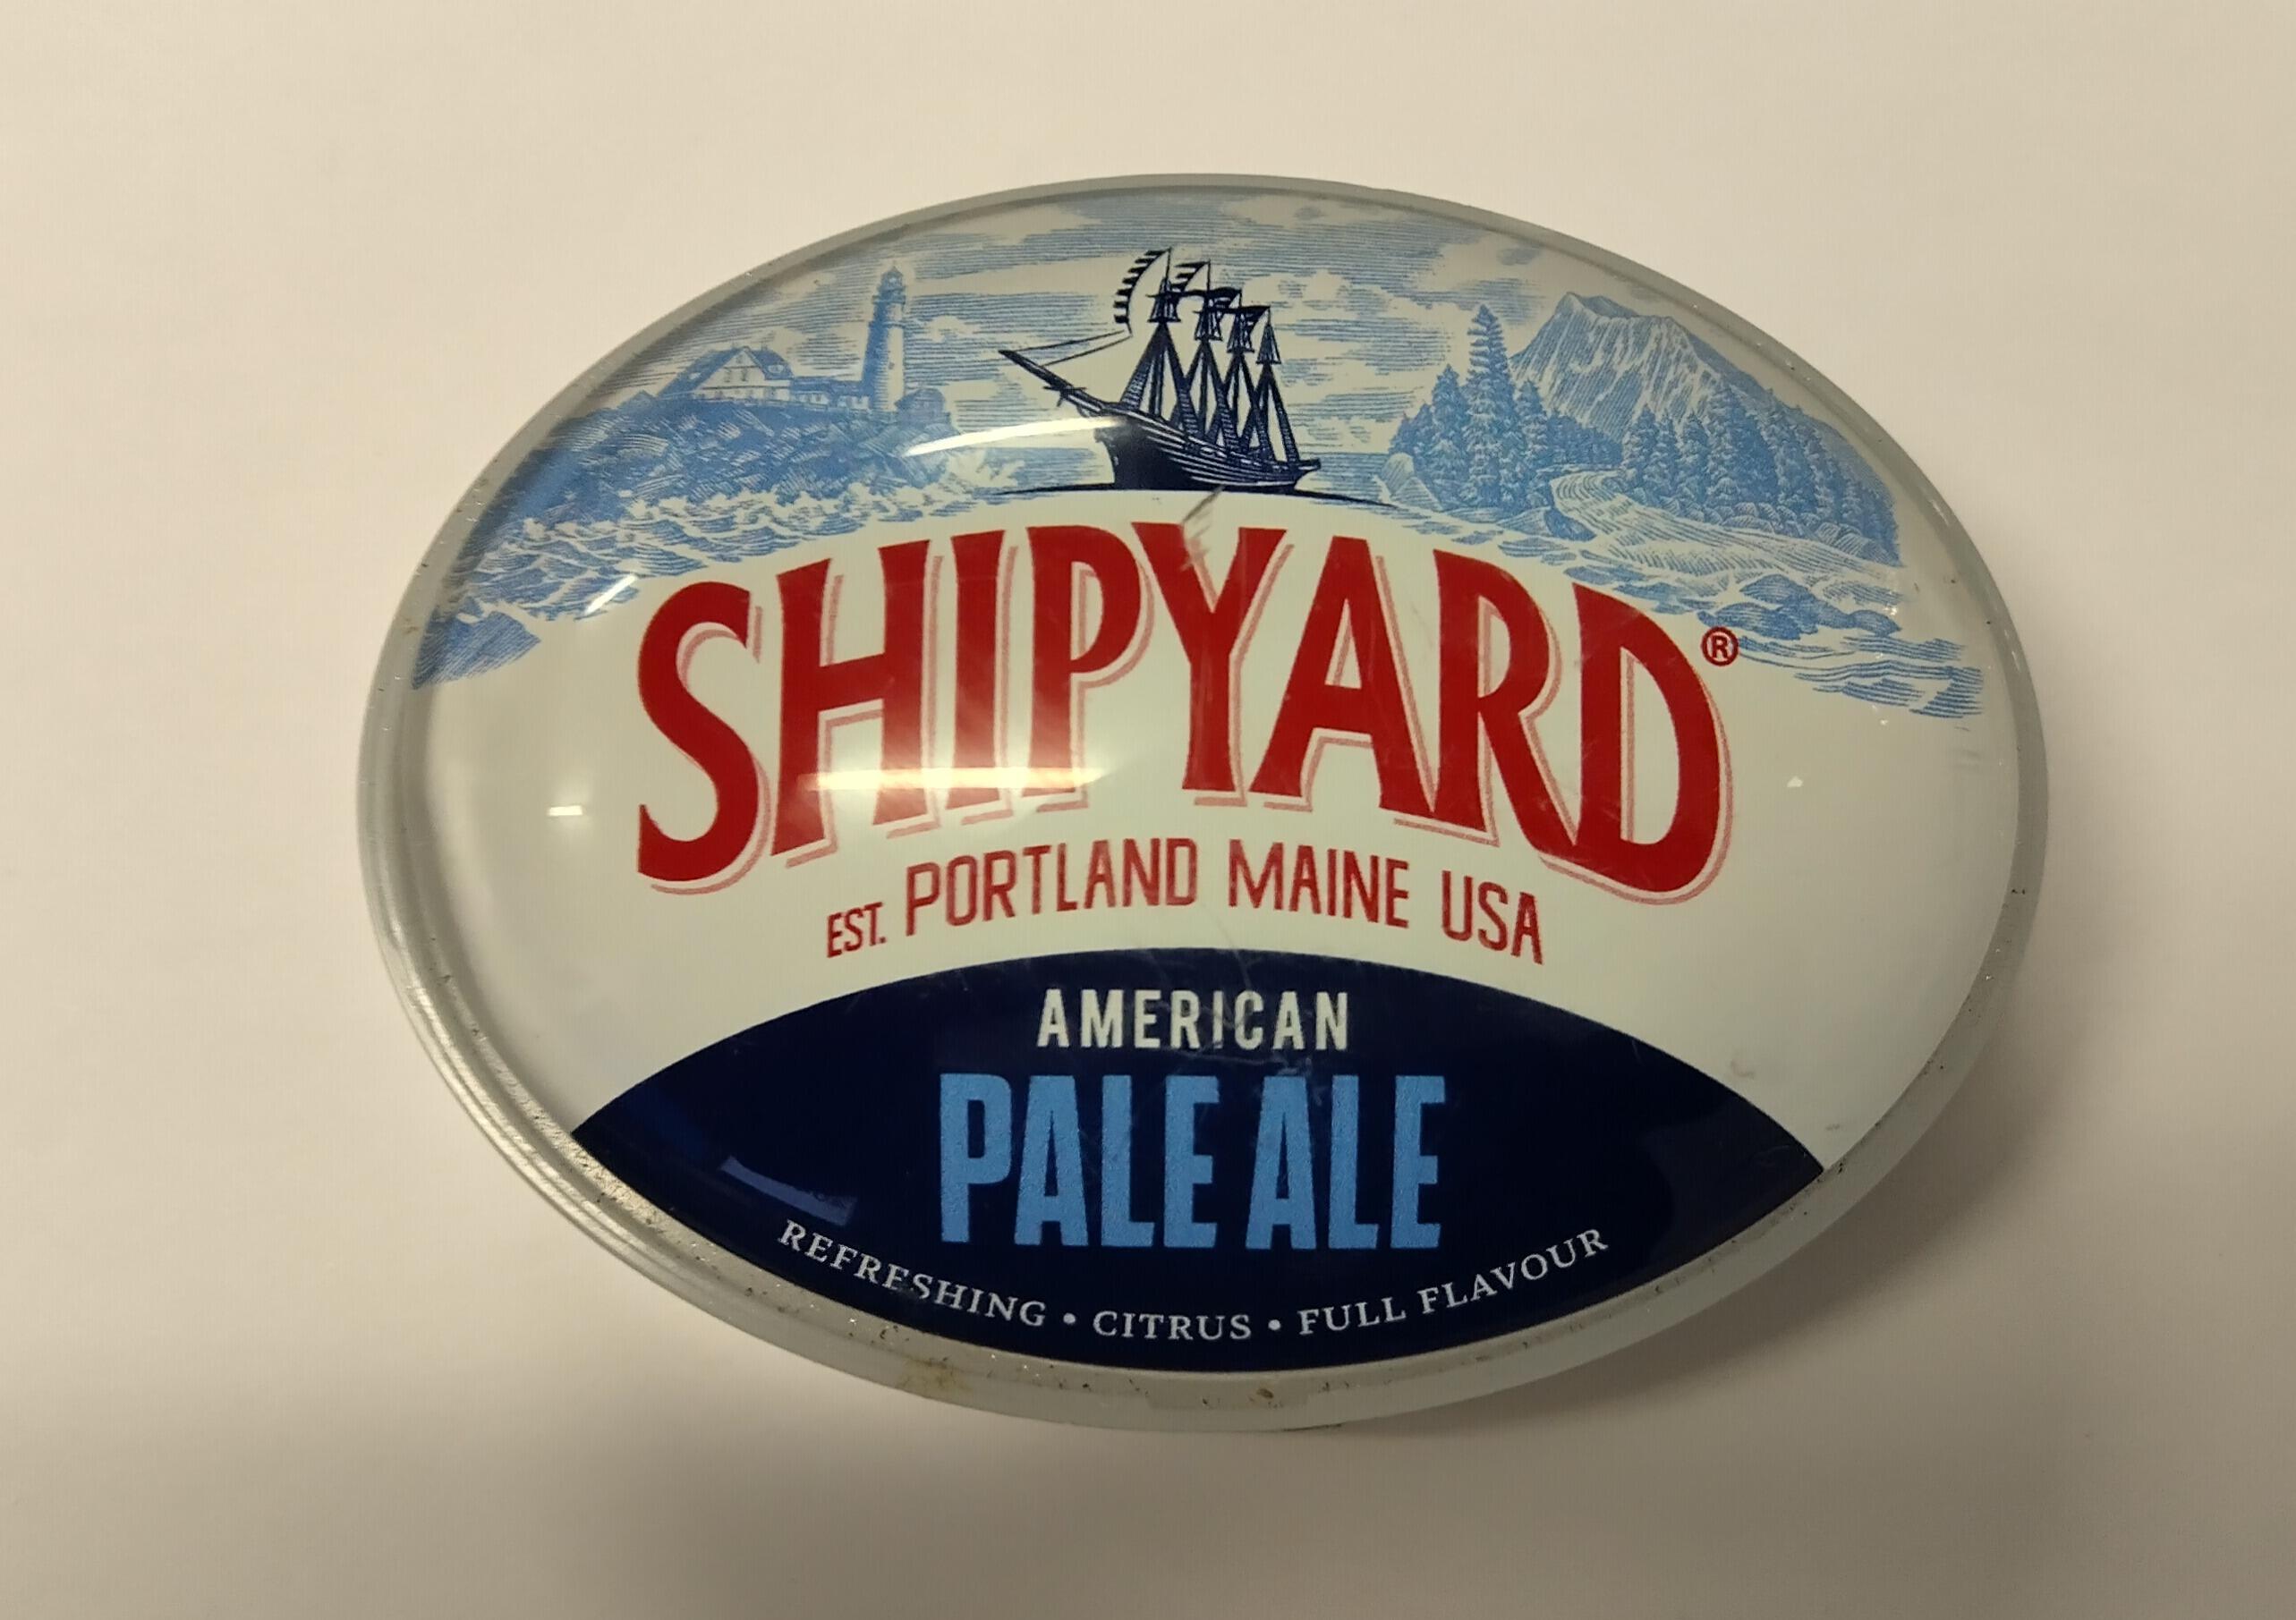 SHIPYARD®
EST. PORTLAND MAINE USA
AMERICAN
PALE ALE
REFRESHING • CITRUS • FULL FLAVOUR